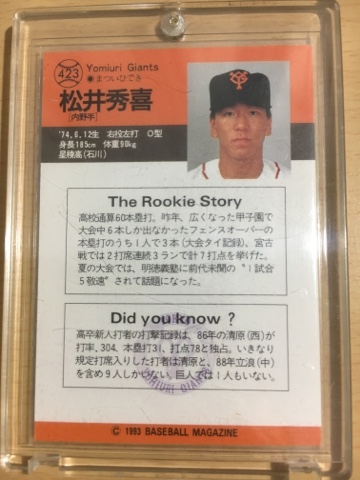 423
Yomiuri Giants
●まついひでき
松井秀喜
[内野手]
'74.6.12生 右投左打 O型
身長185cm 体重90kg
星稜高(石川)
The Rookie Story
高校通算60本塁打。昨年、広くなった甲子園で
大会中6本しか出なかったフェンスオーバーの
本塁打のうち1人で3本(大会タイ記録)、宮古
戦では2打席連続3ランで計7打点を挙げた。
夏の大会では、明徳義塾に前代未聞の“1試合
5敬遠”されて話題になった。
Did you know ?
高卒新人打者の打撃記録は、86年の清原(西)が
打率.304、本塁打31、打点78と独占。いきなり
規定打席入りした打者は清原と、88年立浪(中)
を含め9人しかいない。巨人では1人もいない。
YOMIURI GIANTS
© 1993 BASEBALL MAGAZINE